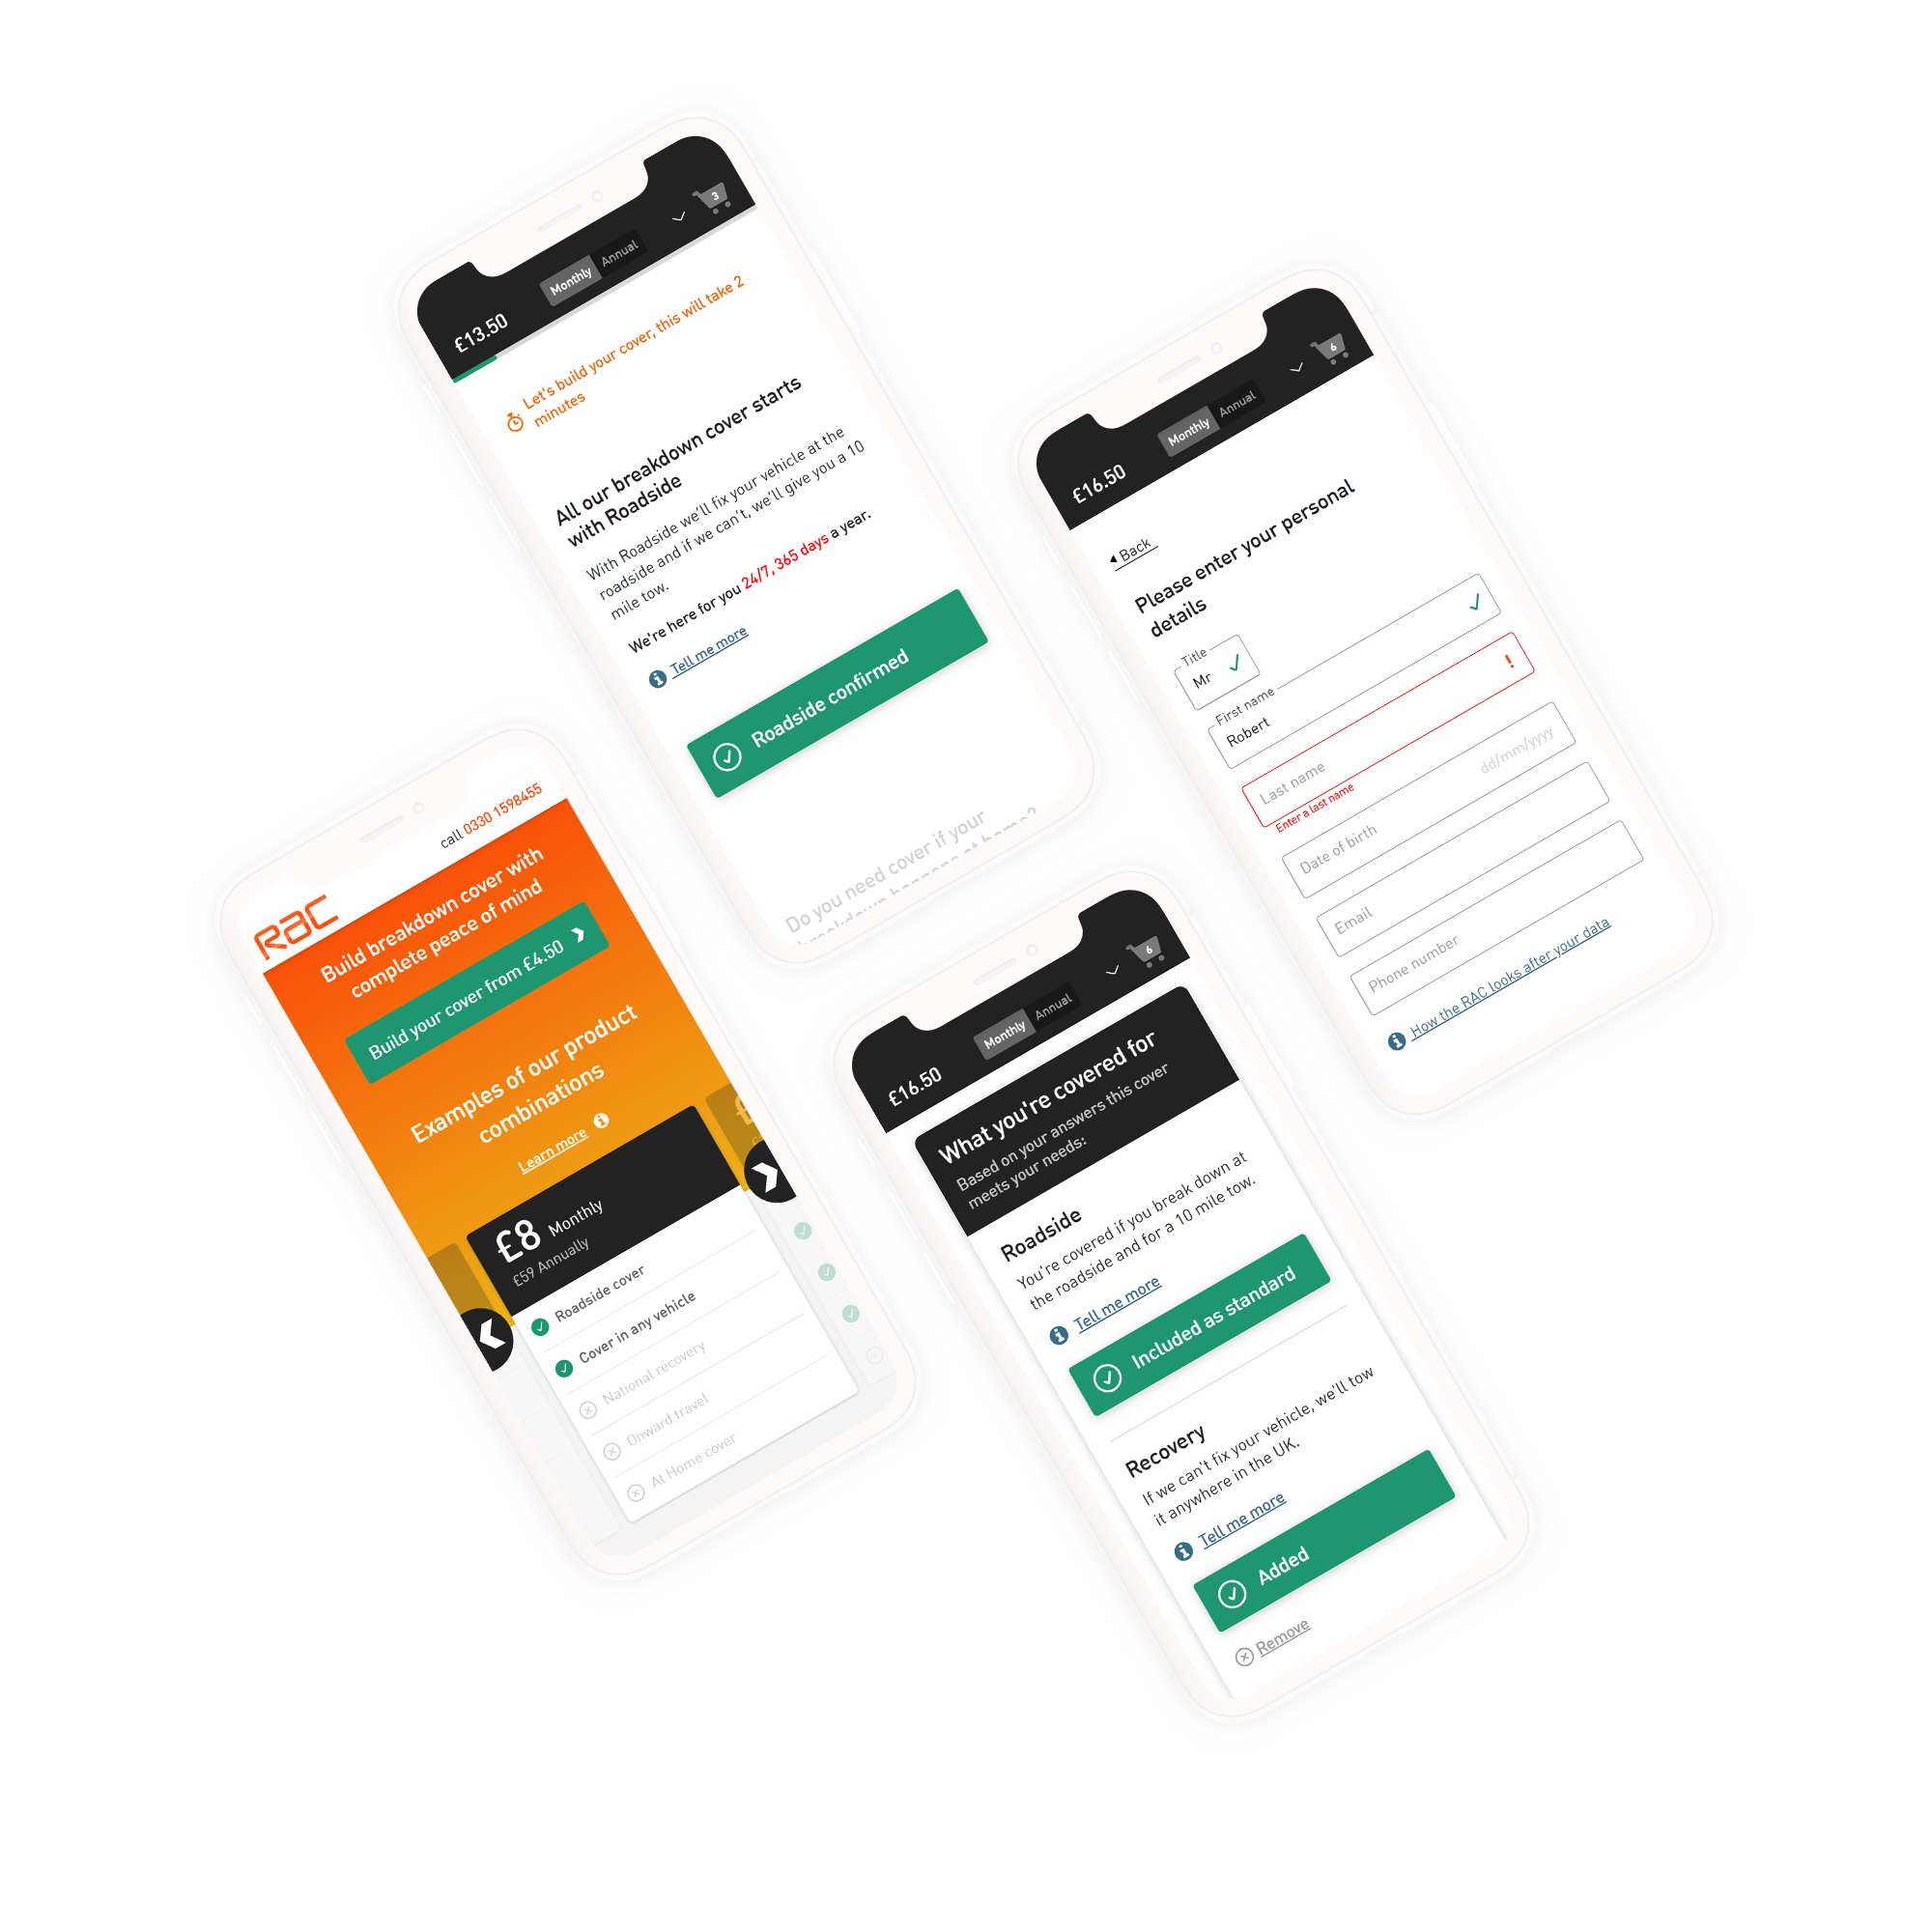 £13.50
Monthly
Annual
3
Let's build your cover, this will take 2
minutes
All our breakdown cover starts
with Roadside
With Roadside we'll fix your vehicle at the
roadside and if we can't, we'll give you a 10
mile tow.
We're here for you 24/7, 365 days a year.
Tell me more
Roadside confirmed
Do you need cover if your
breakdown happens at home?
£16.50
Monthly
Annual
6
Back
Please enter your personal
details
Title
Mr
First name
Robert
Last name
!
Enter a last name
Date of birth
dd/mm/yyyy
Email
Phone number
How the RAC looks after your data
RAC
call 0330 1598455
Build breakdown cover with
complete peace of mind
Build your cover from £4.50
Examples of our product
combinations
Learn more
£8 Monthly
£59 Annually
£
Roadside cover
Cover in any vehicle
National recovery
Onward travel
At Home cover
£16.50
Monthly
Annual
6
What you're covered for
Based on your answers this cover
meets your needs:
Roadside
You're covered if you break down at
the roadside and for a 10 mile tow.
Tell me more
Included as standard
Recovery
If we can't fix your vehicle, we'll tow
it anywhere in the UK.
Tell me more
Added
Remove